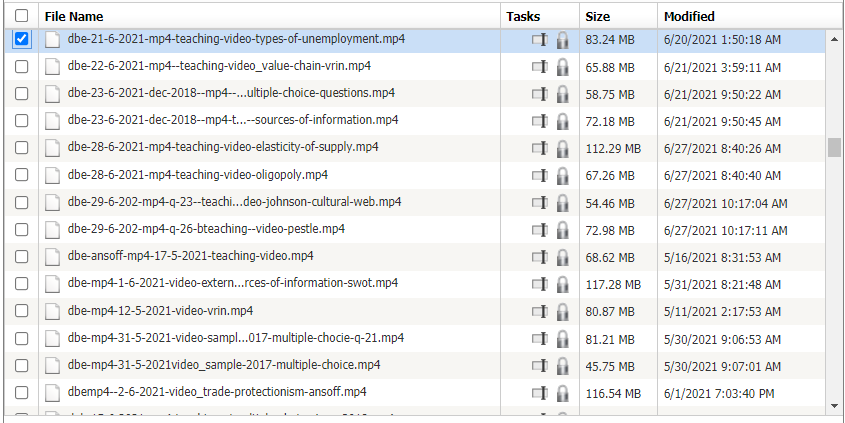 File Name Tasks Size Modified
dbe-21-6-2021-mp4-teaching-video-types-of-unemployment.mp4 83.24 MB 6/20/2021 1:50:18 AM
dbe-22-6-2021-mp4--teaching-video_value-chain-vrin.mp4 65.88 MB 6/21/2021 3:59:11 AM
dbe-23-6-2021-dec-2018--mp4--...ultiple-choice-questions.mp4 58.75 MB 6/21/2021 9:50:22 AM
dbe-23-6-2021-dec-2018--mp4-t...--sources-of-information.mp4 72.18 MB 6/21/2021 9:50:45 AM
dbe-28-6-2021-mp4-teaching-video-elasticity-of-supply.mp4 112.29 MB 6/27/2021 8:40:26 AM
dbe-28-6-2021-mp4-teaching-video-oligopoly.mp4 67.26 MB 6/27/2021 8:40:40 AM
dbe-29-6-202-mp4-q-23--teachi...deo-johnson-cultural-web.mp4 54.46 MB 6/27/2021 10:17:04 AM
dbe-29-6-202-mp4-q-26-bteaching--video-pestle.mp4 72.98 MB 6/27/2021 10:17:11 AM
dbe-ansoff-mp4-17-5-2021-teaching-video.mp4 68.62 MB 5/16/2021 8:31:53 AM
dbe-mp4-1-6-2021-video-extern...rces-of-information-swot.mp4 117.28 MB 5/31/2021 8:21:48 AM
dbe-mp4-12-5-2021-video-vrin.mp4 80.87 MB 5/11/2021 2:17:53 AM
dbe-mp4-31-5-2021-video-sampl...017-multiple-chocie-q-21.mp4 81.21 MB 5/30/2021 9:06:53 AM
dbe-mp4-31-5-2021video_sample-2017-multiple-choice.mp4 45.75 MB 5/30/2021 9:07:01 AM
dbemp4--2-6-2021-video_trade-protectionism-ansoff.mp4 116.54 MB 6/1/2021 7:03:40 PM